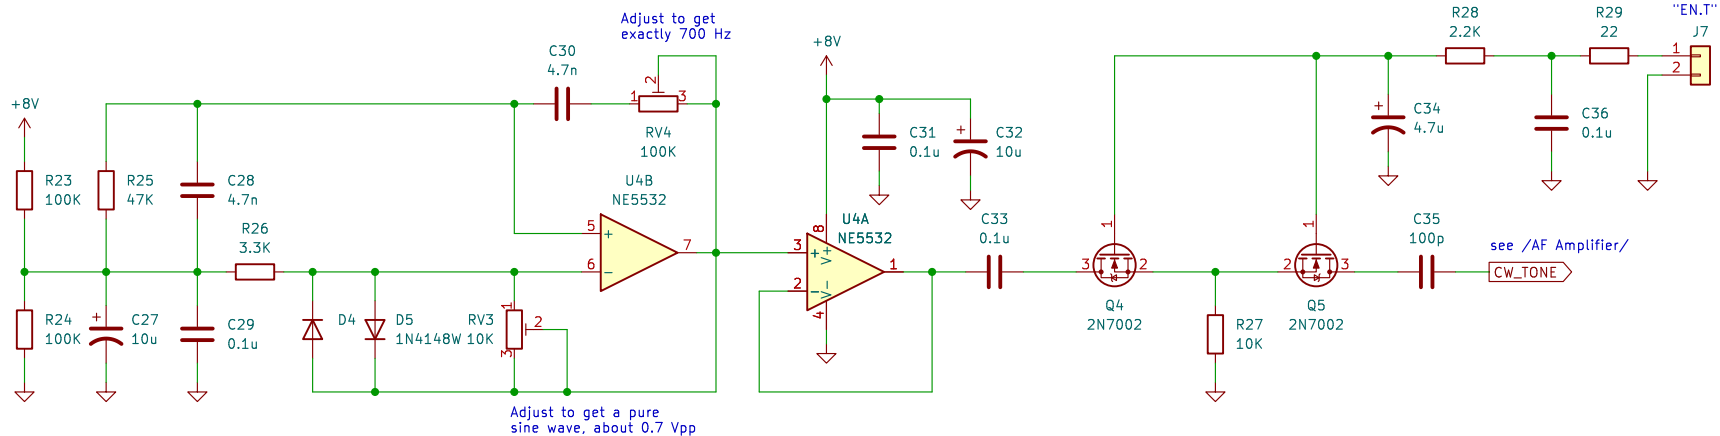 Adjust to get
exactly 700 Hz
"EN.T"
R28
2.2K
R29
22
J7
1
2
+8V
C30
4.7n
2
1
3
RV4
100K
+8V
R23
100K
R25
47K
C28
4.7n
U4B
NE5532
5
+
6
-
7
R26
3.3K
+8V
C31
0.1u
+
C32
10u
+
C34
4.7u
C36
0.1u
U4A
NE5532
8
3
+
V+
2
-
V-
4
1
C33
0.1u
1
3
2
Q4
2N7002
1
2
3
Q5
2N7002
C35
100p
see /AF Amplifier/
CW_TONE
R24
100K
+
C27
10u
C29
0.1u
D4
D5
1N4148W
RV3
10K
1
2
3
R27
10K
Adjust to get a pure
sine wave, about 0.7 Vpp